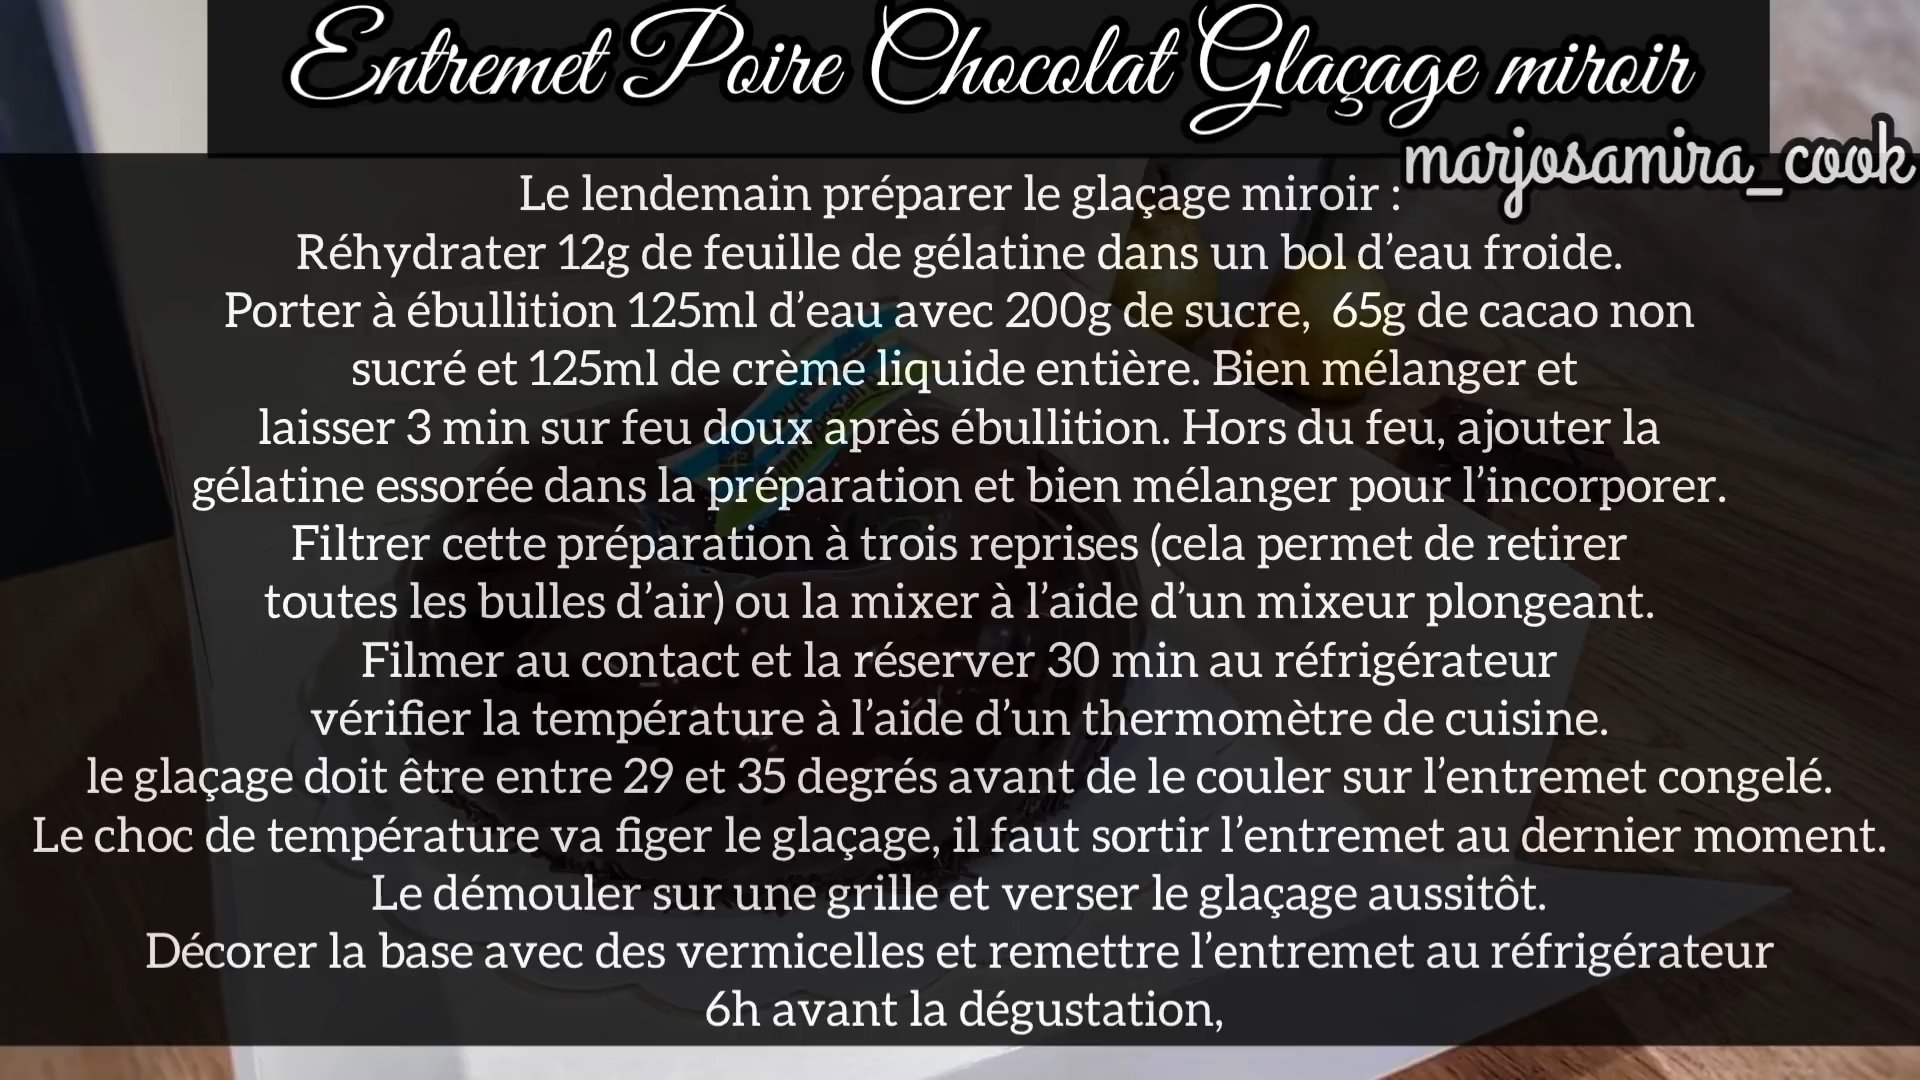 Entremet Poire Chocolat Glaçage miroir
marjosamira_cook
Le lendemain préparer le glaçage miroir :
Réhydrater 12g de feuille de gélatine dans un bol d’eau froide.
Porter à ébullition 125ml d’eau avec 200g de sucre,  65g de cacao non
sucré et 125ml de crème liquide entière. Bien mélanger et
laisser 3 min sur feu doux après ébullition. Hors du feu, ajouter la
gélatine essorée dans la préparation et bien mélanger pour l’incorporer.
Filtrer cette préparation à trois reprises (cela permet de retirer
toutes les bulles d’air) ou la mixer à l’aide d’un mixeur plongeant.
Filmer au contact et la réserver 30 min au réfrigérateur
vérifier la température à l’aide d’un thermomètre de cuisine.
le glaçage doit être entre 29 et 35 degrés avant de le couler sur l’entremet congelé.
Le choc de température va figer le glaçage, il faut sortir l’entremet au dernier moment.
Le démouler sur une grille et verser le glaçage aussitôt.
Décorer la base avec des vermicelles et remettre l’entremet au réfrigérateur
6h avant la dégustation,